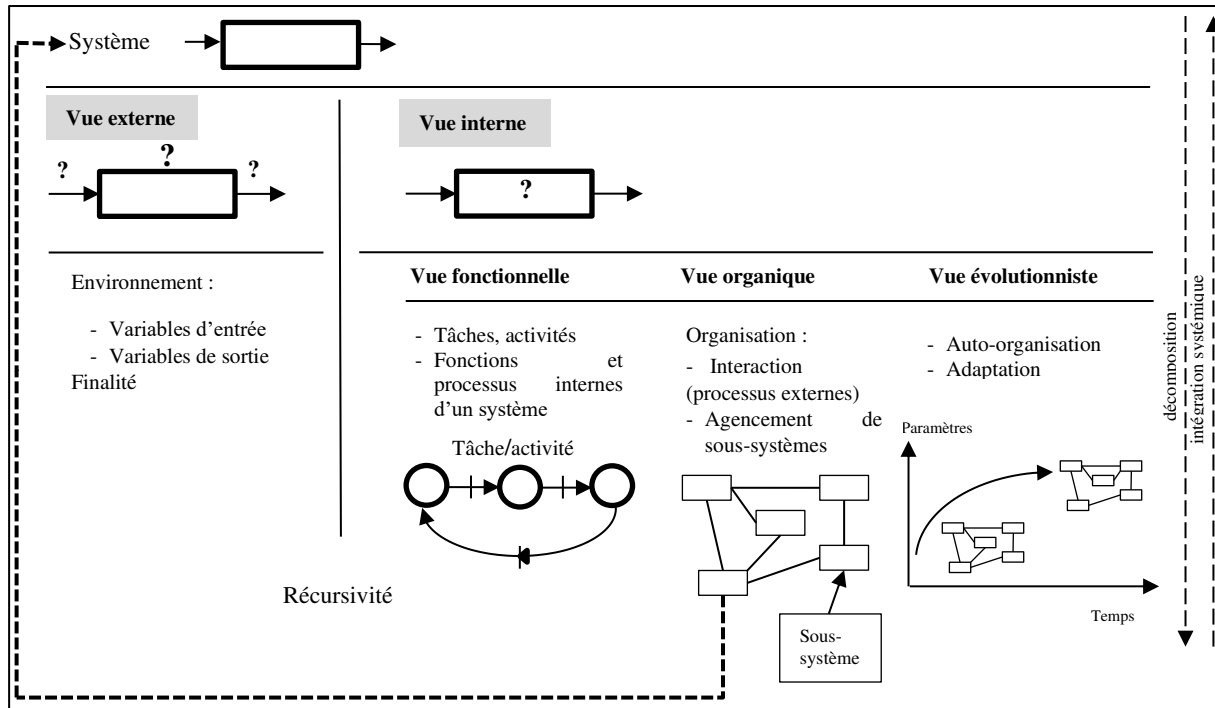 Système
Vue externe
?
?
?
Vue interne
?
Environnement :
- Variables d’entrée
- Variables de sortie
Finalité
Vue fonctionnelle
- Tâches, activités
- Fonctions et
processus internes
d’un système
Tâche/activité
Vue organique
Organisation :
- Interaction
(processus externes)
- Agencement de
sous-systèmes
Sous-
système
Vue évolutionniste
- Auto-organisation
- Adaptation
Paramètres
Temps
Récursivité
décomposition
intégration systémique